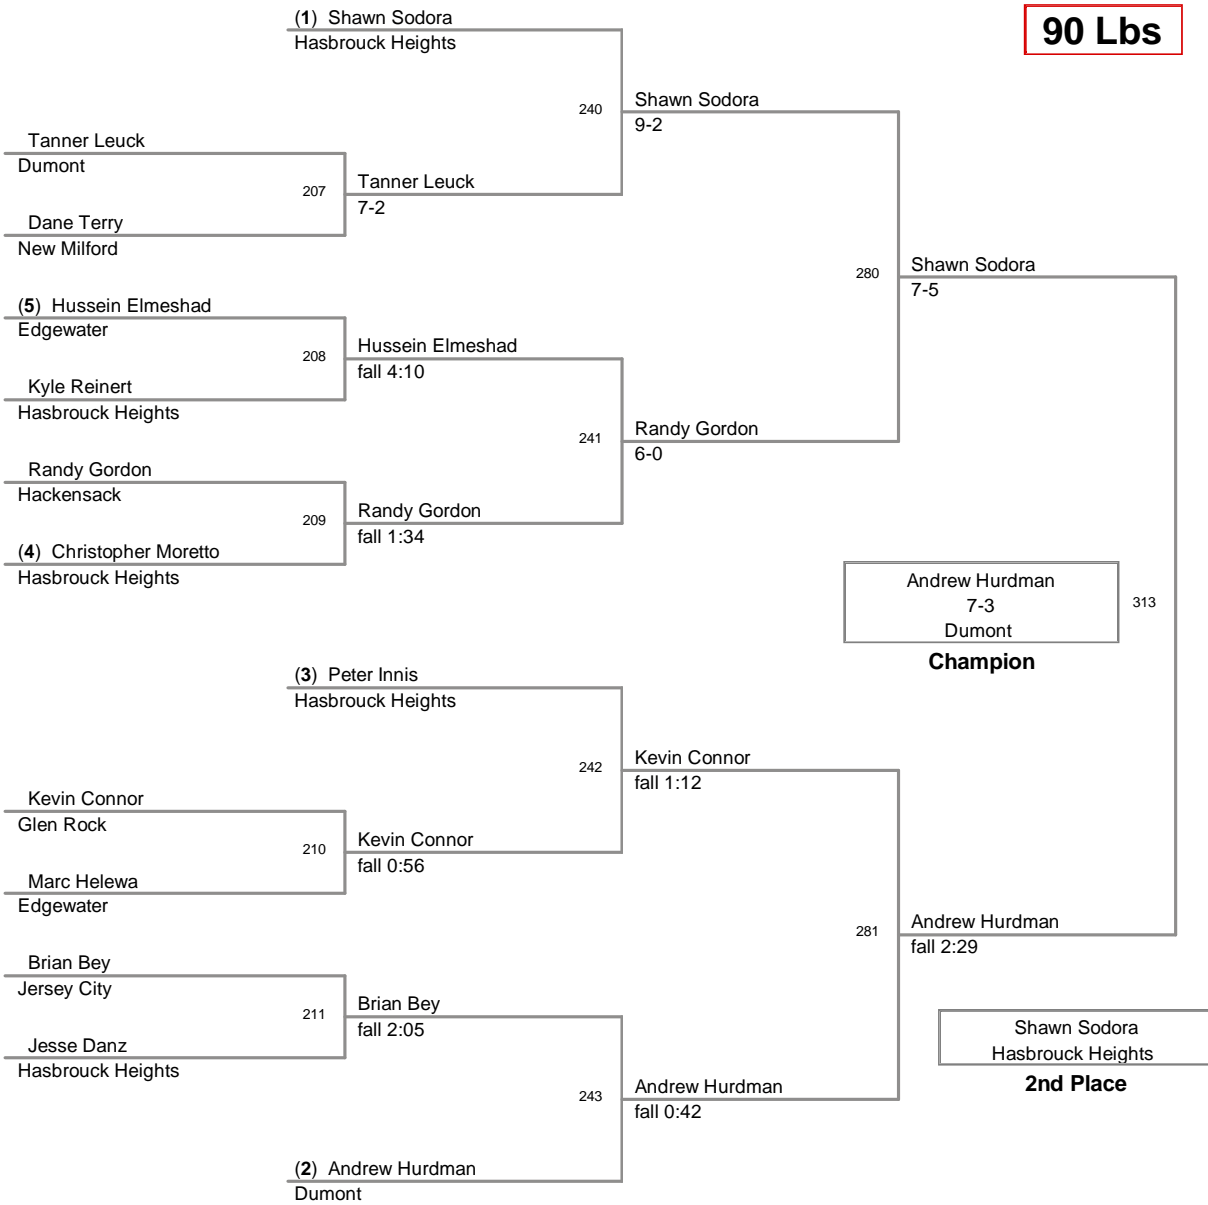 (1) Shawn Sodora
Hasbrouck Heights
90 Lbs
240
Shawn Sodora
9-2
Tanner Leuck
Dumont
207
Tanner Leuck
7-2
Dane Terry
New Milford
280
Shawn Sodora
7-5
(5) Hussein Elmeshad
Edgewater
208
Hussein Elmeshad
fall 4:10
Kyle Reinert
Hasbrouck Heights
241
Randy Gordon
6-0
Randy Gordon
Hackensack
209
Randy Gordon
fall 1:34
(4) Christopher Moretto
Hasbrouck Heights
Andrew Hurdman
7-3
Dumont
Champion
313
(3) Peter Innis
Hasbrouck Heights
242
Kevin Connor
fall 1:12
Kevin Connor
Glen Rock
210
Kevin Connor
fall 0:56
Marc Helewa
Edgewater
281
Andrew Hurdman
fall 2:29
Brian Bey
Jersey City
211
Brian Bey
fall 2:05
Jesse Danz
Hasbrouck Heights
Shawn Sodora
Hasbrouck Heights
2nd Place
243
Andrew Hurdman
fall 0:42
(2) Andrew Hurdman
Dumont